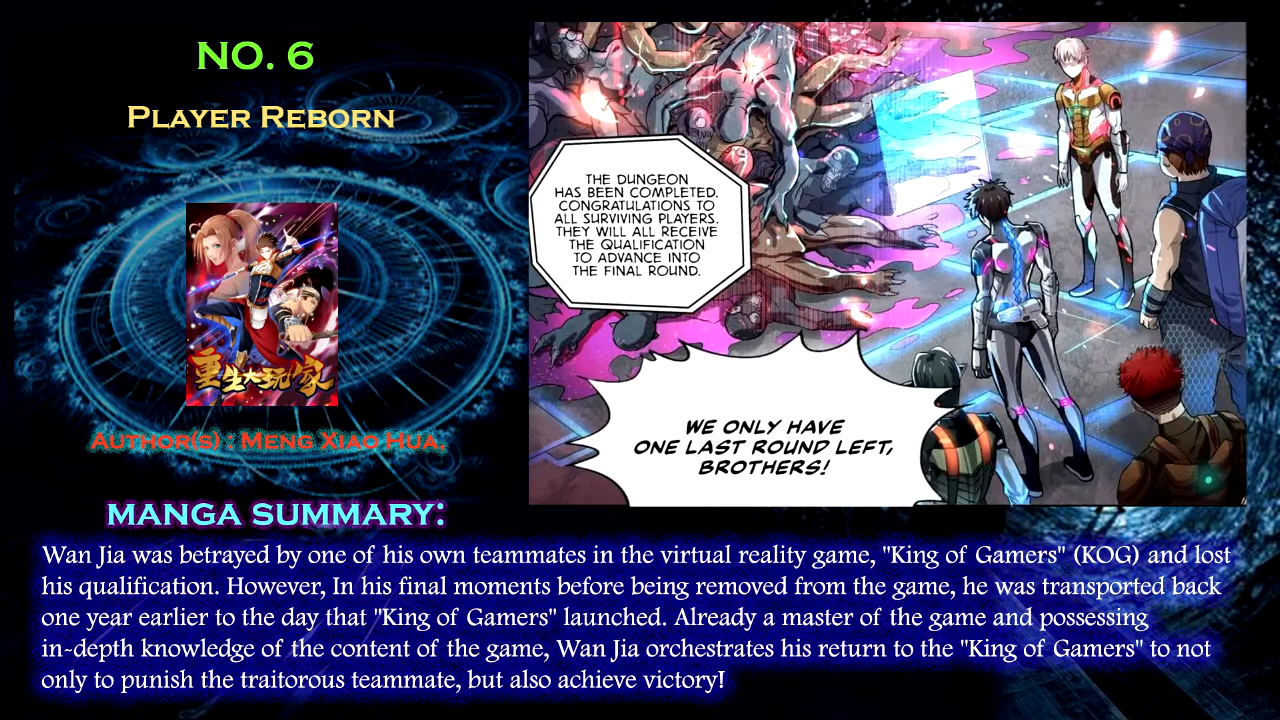 NO. 6
PLAYER REBORN
重生大玩家
AUTHOR(S) : MENG XIAO HUA,
THE DUNGEON
HAS BEEN COMPLETED.
CONGRATULATIONS TO
ALL SURVIVING PLAYERS.
THEY WILL ALL RECEIVE
THE QUALIFICATION
TO ADVANCE INTO
THE FINAL ROUND.
WE ONLY HAVE
ONE LAST ROUND LEFT,
BROTHERS!
MANGA SUMMARY:
Wan Jia was betrayed by one of his own teammates in the virtual reality game, "King of Gamers" (KOG) and lost
his qualification. However, In his final moments before being removed from the game, he was transported back
one year earlier to the day that "King of Gamers" launched. Already a master of the game and possessing
in-depth knowledge of the content of the game, Wan Jia orchestrates his return to the "King of Gamers" to not
only to punish the traitorous teammate, but also achieve victory!